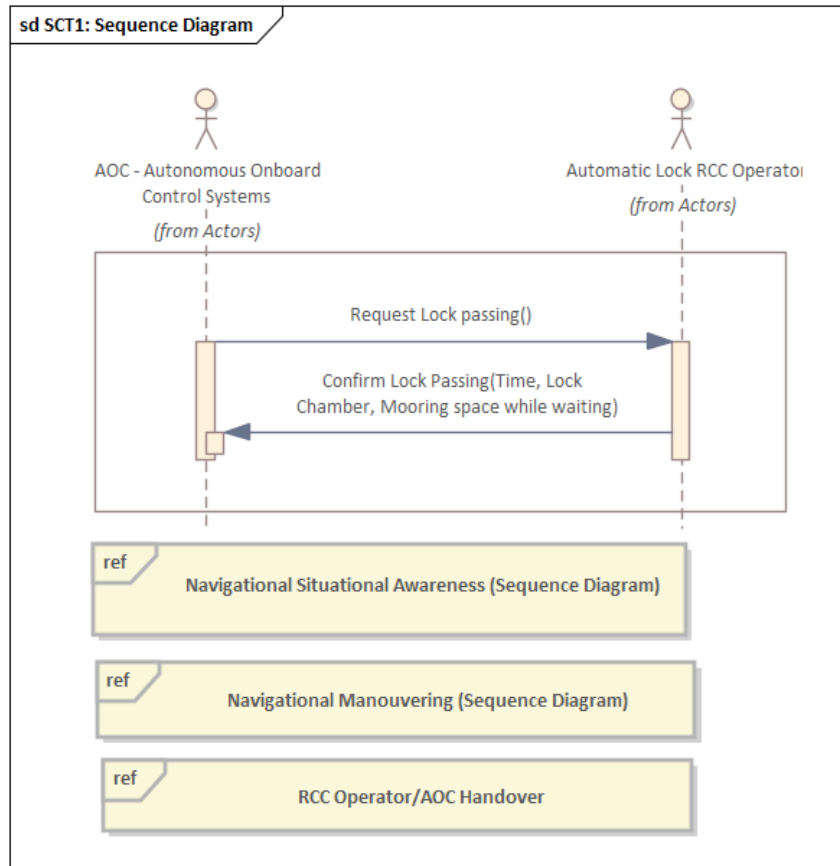 sd SCT1: Sequence Diagram
AOC - Autonomous Onboard
Control Systems
(from Actors)
Automatic Lock RCC Operator
(from Actors)
Request Lock passing()
Confirm Lock Passing(Time, Lock
Chamber, Mooring space while waiting)
ref
Navigational Situational Awareness (Sequence Diagram)
ref
Navigational Manouvering (Sequence Diagram)
ref
RCC Operator/AOC Handover